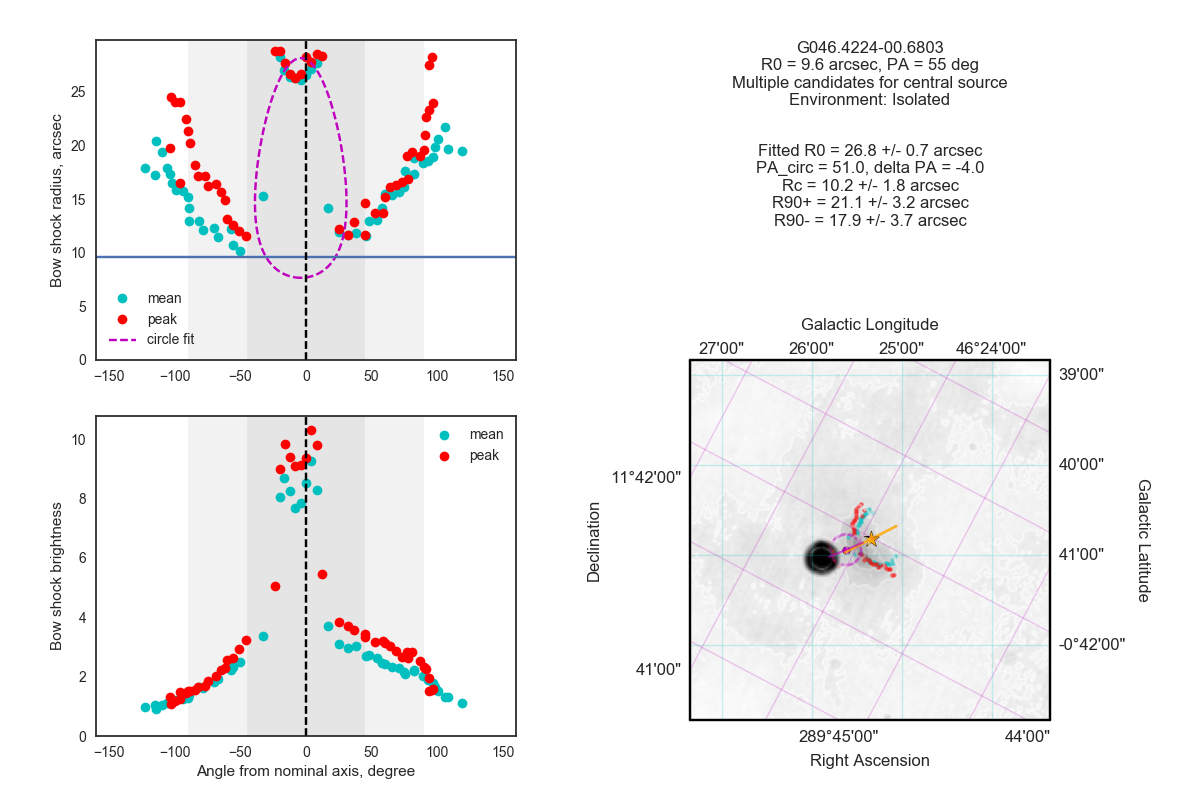 G046.4224-00.6803
R0 = 9.6 arcsec, PA = 55 deg
Multiple candidates for central source
Environment: Isolated
Fitted R0 = 26.8 +/- 0.7 arcsec
PA_circ = 51.0, delta PA = -4.0
Rc = 10.2 +/- 1.8 arcsec
R90+ = 21.1 +/- 3.2 arcsec
R90- = 17.9 +/- 3.7 arcsec
Bow shock radius, arcsec
25
20
15
10
5
0
mean
peak
circle fit
−150
−100
−50
0
50
100
150
Bow shock brightness
10
8
6
4
2
0
mean
peak
−150
−100
−50
0
50
100
150
Angle from nominal axis, degree
Galactic Longitude
27'00"
26'00"
25'00"
46°24'00"
39'00"
40'00"
41'00"
-0°42'00"
Galactic Latitude
11°42'00"
41'00"
Declination
289°45'00"
44'00"
Right Ascension